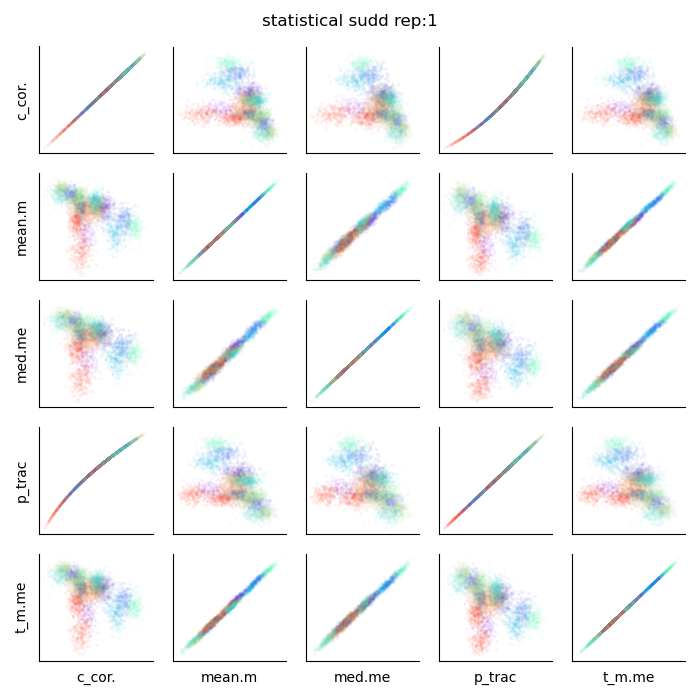 statistical sudd rep:1
c_cor.
mean.m
med.me
p_trac
t_m.me
c_cor.
mean.m
med.me
p_trac
t_m.me